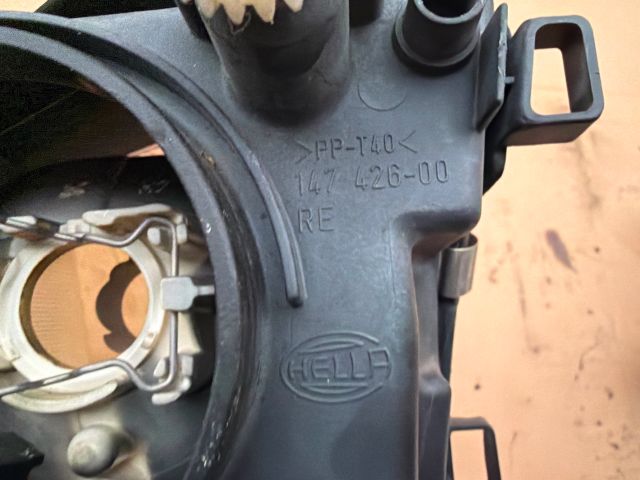 >PP-T40<
147 426-00
RE
HELLA